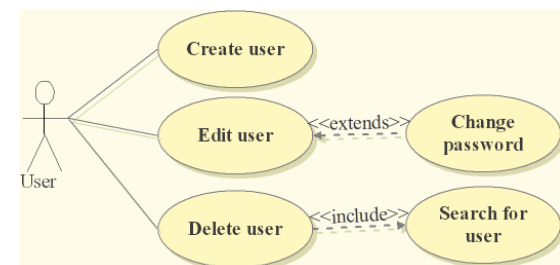 Create user
<<extends>>
Edit user
Change
password
User
<<include>>
Delete user
Search for
user